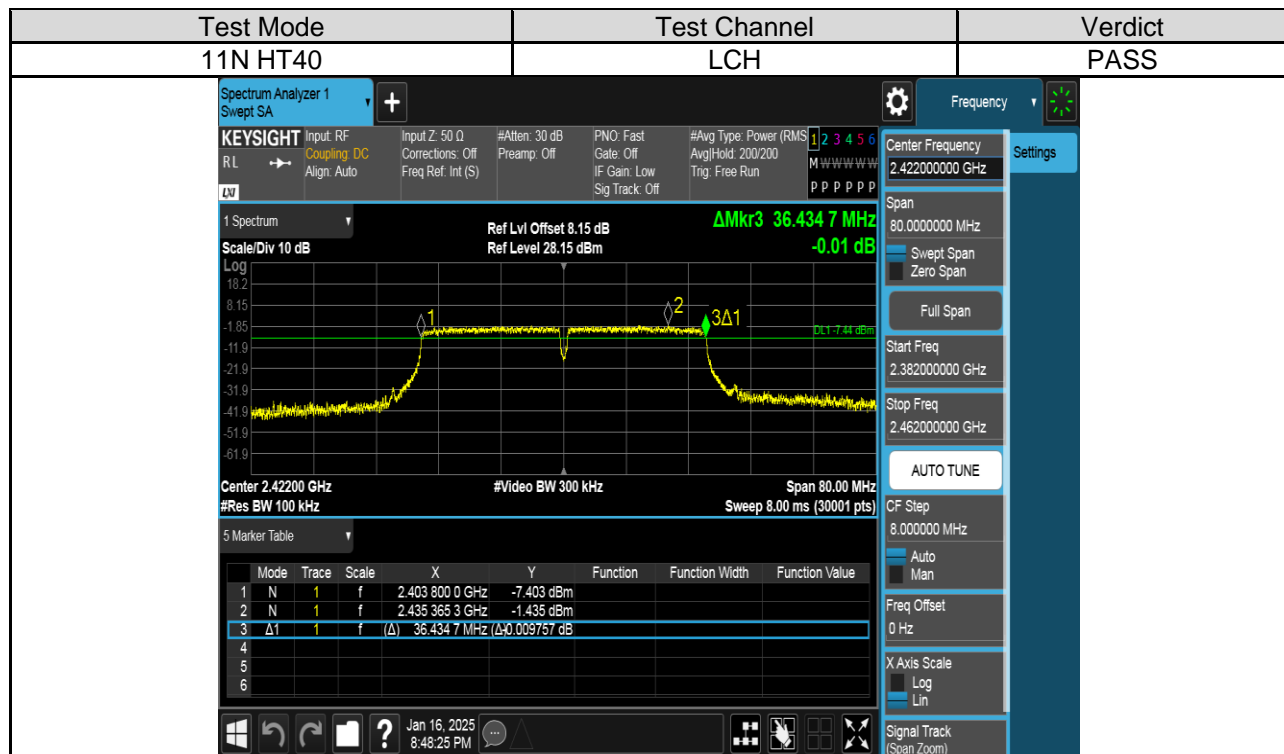 Test Mode Test Channel Verdict
11N HT40 LCH PASS
Spectrum Analyzer 1
Swept SA
+
Frequency
KEYSIGHT
RL
LXI
Input: RF
Coupling: DC
Align: Auto
Input Z: 50 Ω
Corrections: Off
Freq Ref: Int (S)
#Atten: 30 dB
Preamp: Off
PNO: Fast
Gate: Off
IF Gain: Low
Sig Track: Off
#Avg Type: Power (RMS
Avg|Hold: 200/200
Trig: Free Run
1 2 3 4 5 6
M W W W W W
P P P P P P
1 Spectrum
Scale/Div 10 dB
Ref Lvl Offset 8.15 dB
Ref Level 28.15 dBm
ΔMkr3 36.434 7 MHz
-0.01 dB
Log
18.2
8.15
-1.85
-11.9
-21.9
-31.9
-41.9
-51.9
-61.9
1
2
3Δ1
DL1 -7.44 dBm
Center 2.42200 GHz #Video BW 300 kHz Span 80.00 MHz
#Res BW 100 kHz Sweep 8.00 ms (30001 pts)
5 Marker Table
Mode Trace Scale X Y Function Function Width Function Value
1 N 1 f 2.403 800 0 GHz -7.403 dBm
2 N 1 f 2.435 365 3 GHz -1.435 dBm
3 Δ1 1 f (Δ) 36.434 7 MHz (Δ) -0.009757 dB
4
5
6
?
Jan 16, 2025
8:48:25 PM
Settings
Center Frequency
2.422000000 GHz
Span
80.0000000 MHz
Swept Span
Zero Span
Full Span
Start Freq
2.382000000 GHz
Stop Freq
2.462000000 GHz
AUTO TUNE
CF Step
8.000000 MHz
Auto
Man
Freq Offset
0 Hz
X Axis Scale
Log
Lin
Signal Track
(Span Zoom)